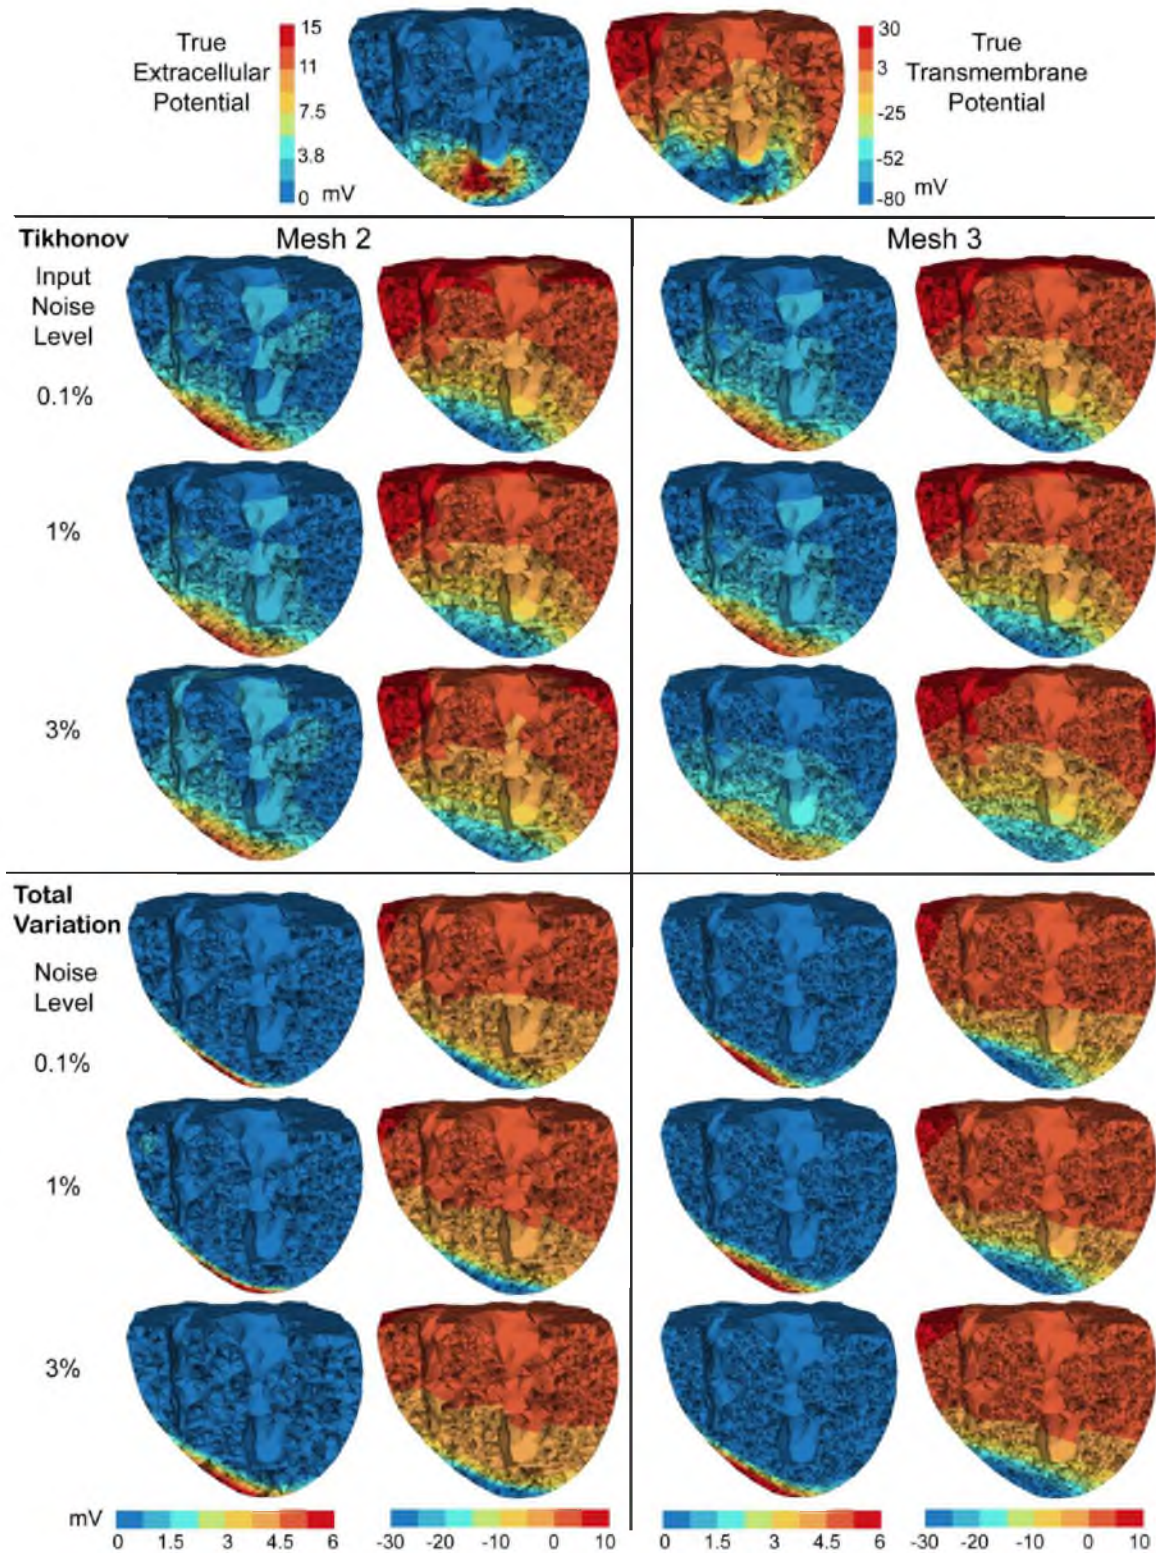 True
Extracellular
Potential
15
11
7.5
3.8
0 mV
30
3
-25
-52
-80 mV
True
Transmembrane
Potential
Tikhonov
Mesh 2
Mesh 3
Input
Noise
Level
0.1%
1%
3%
Total
Variation
Noise
Level
0.1%
1%
3%
mV
0 1.5 3 4.5 6
-30 -20 -10 0 10
0 1.5 3 4.5 6
-30 -20 -10 0 10